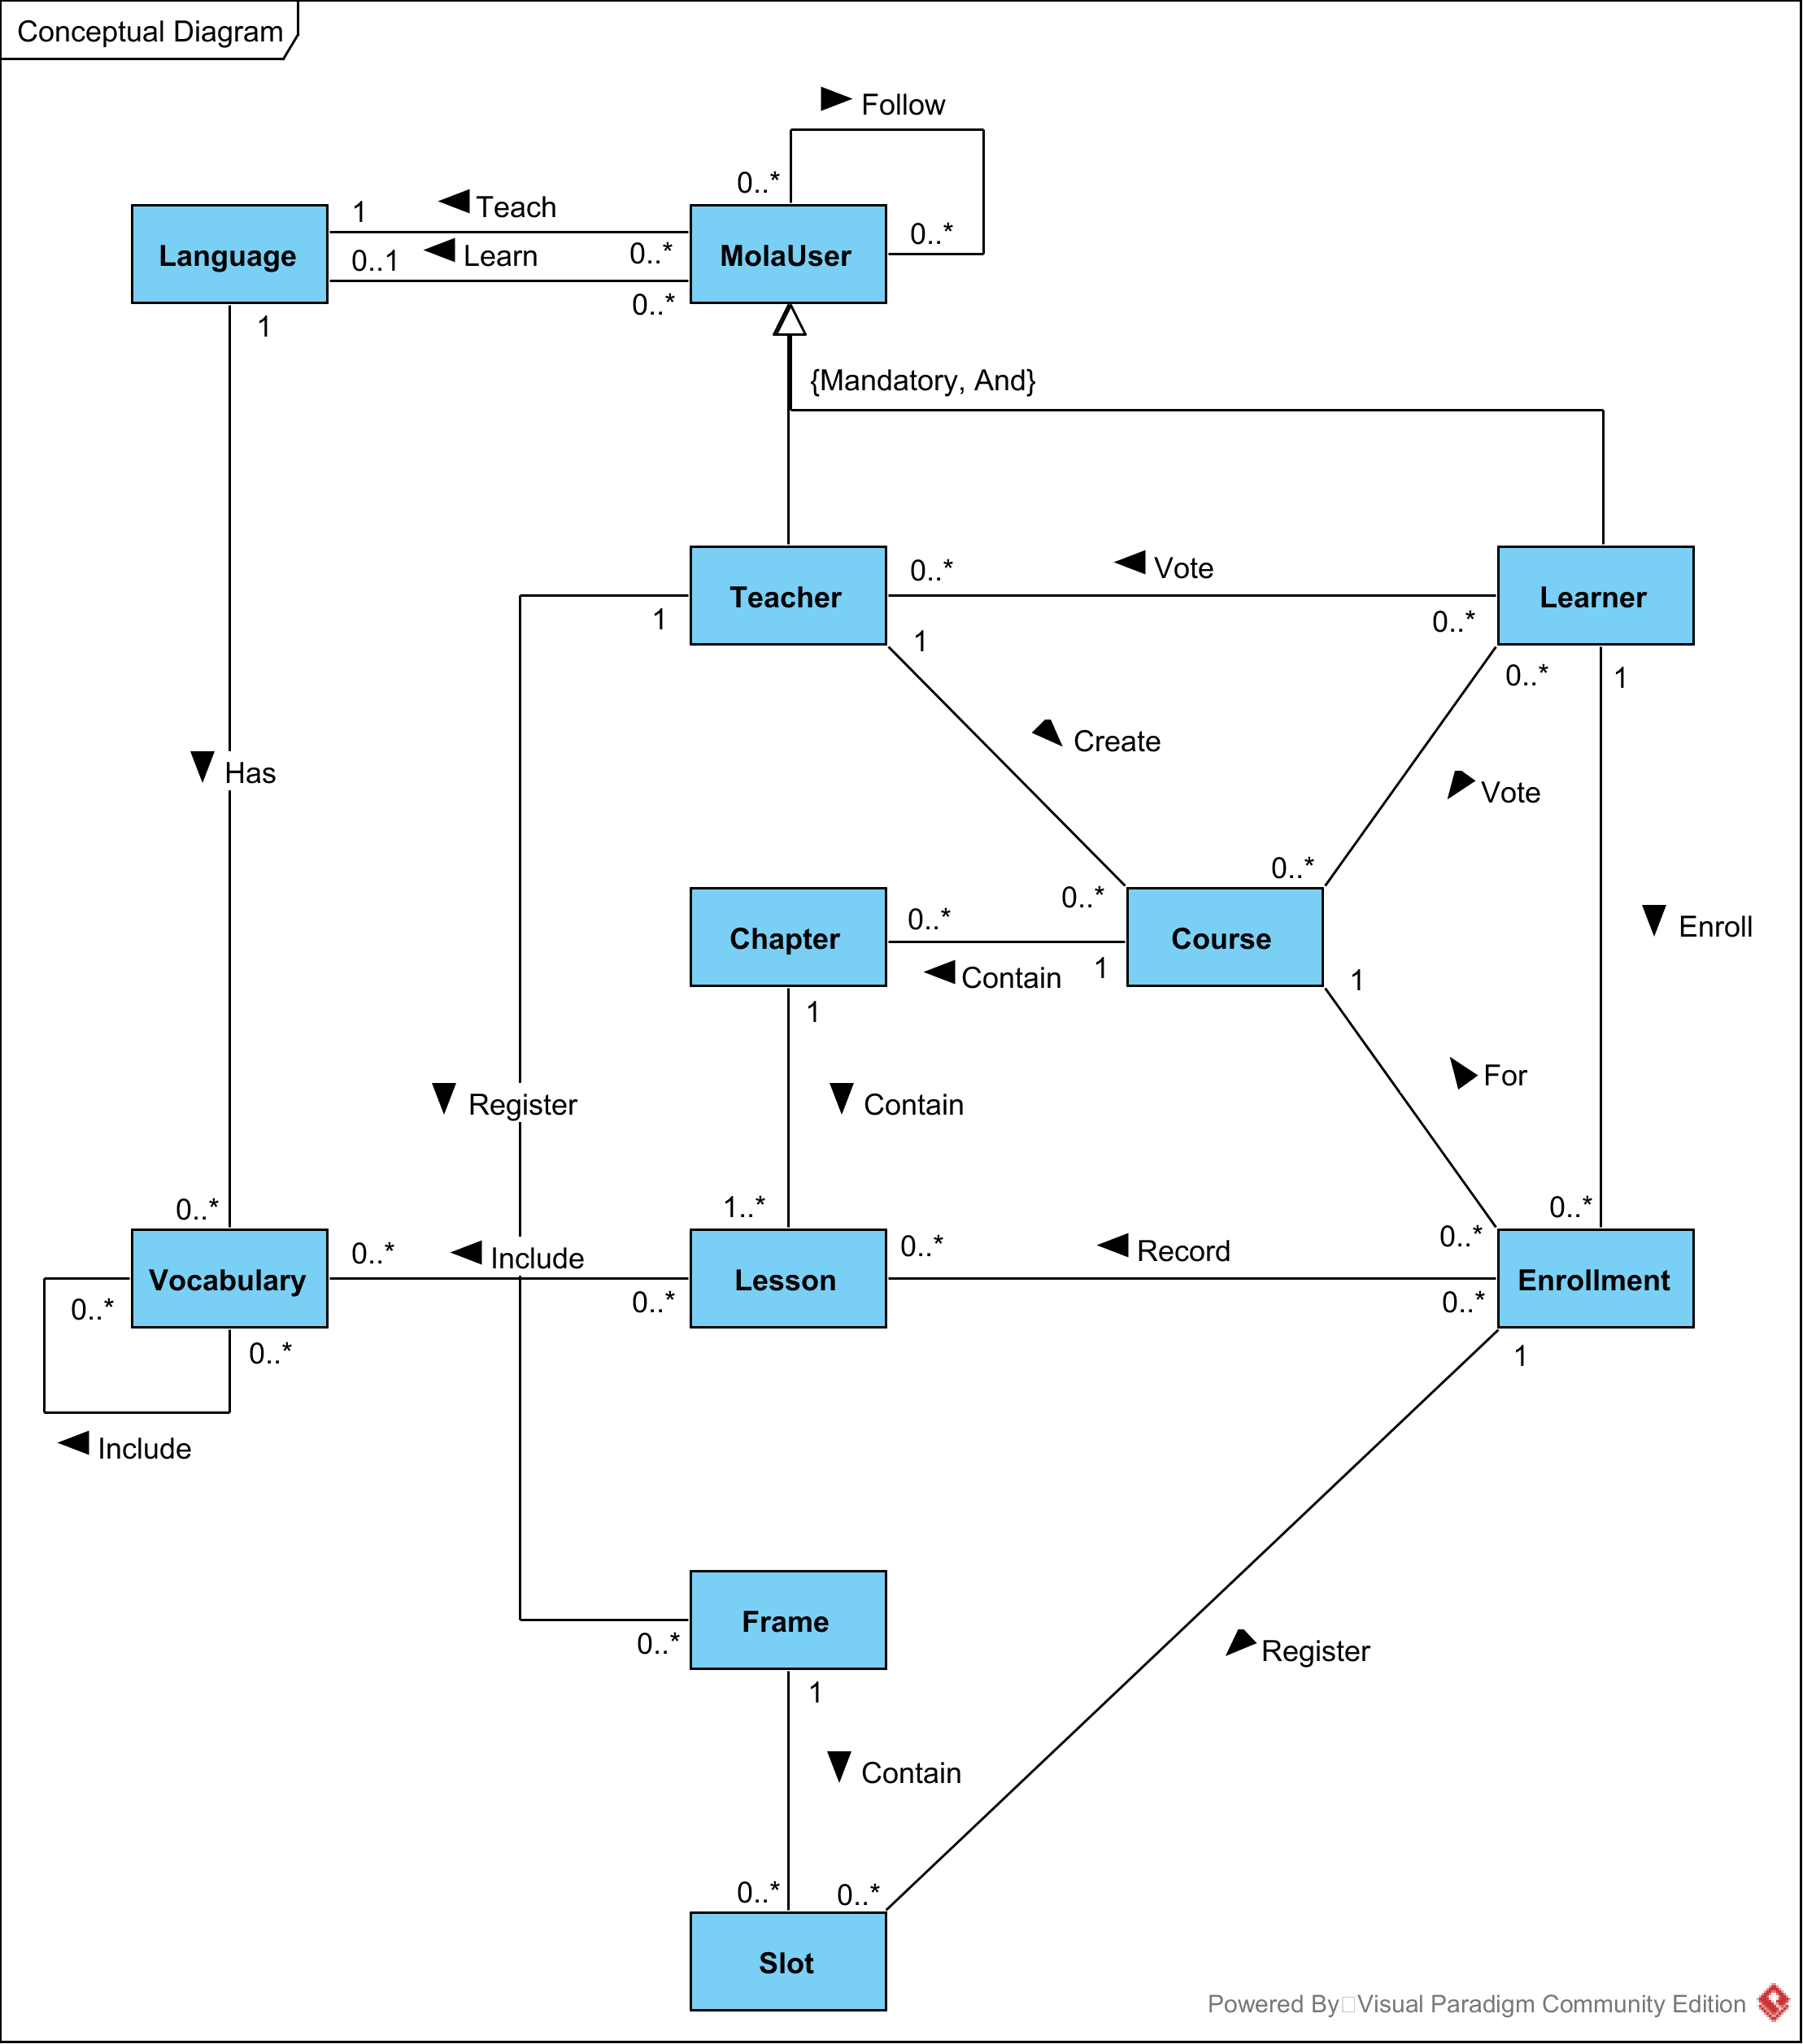 Conceptual Diagram
Follow
0..*
1
Teach
0..*
Language
0..1
Learn
0..*
MolaUser
1
0..*
{Mandatory, And}
0..*
Vote
Teacher
Learner
1
0..*
1
0..*
1
Create
Has
Vote
0..*
0..*
0..*
Enroll
Chapter
Course
Contain
1
1
1
For
Register
Contain
0..*
1..*
0..*
0..*
0..*
Include
0..*
Record
Vocabulary
Lesson
Enrollment
0..*
0..*
0..*
0..*
1
Include
Frame
0..*
Register
1
Contain
0..*
0..*
Slot
Powered By Visual Paradigm Community Edition